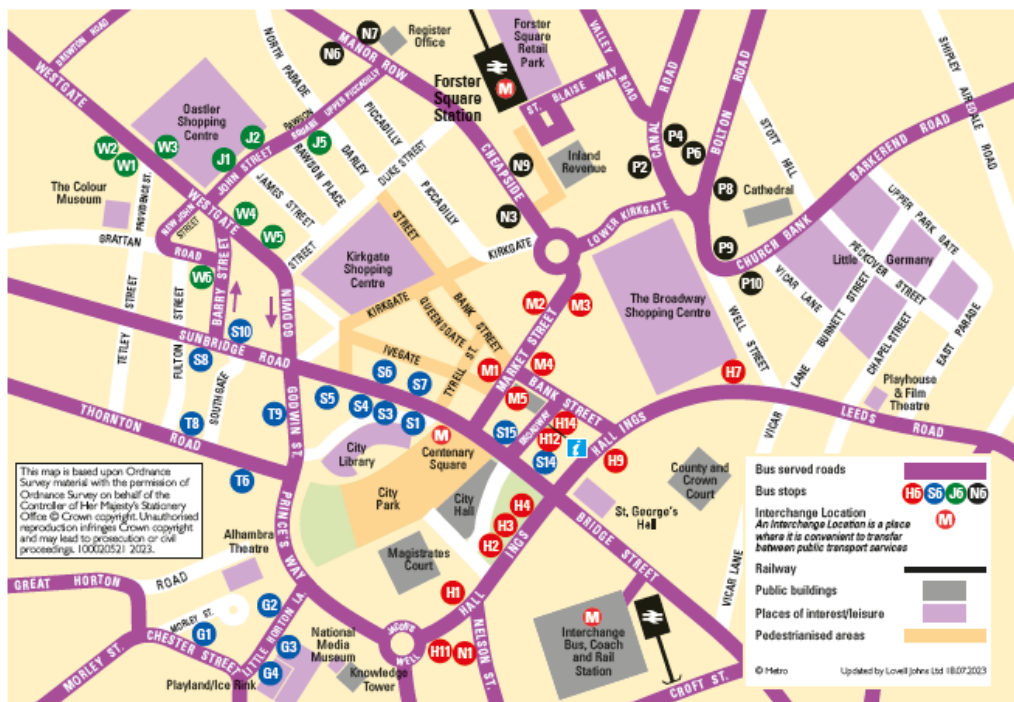 DREWTON ROAD
WESTGATE
NORTH PARADE
N6
N7
MANOR ROW
Register
Office
Forster
Square
Retail
Park
VALLEY
ROAD
CANAL
ROAD
BOLTON
ROAD
SHIPLEY
AIREDALE
ROAD
Forster
Square
Station
M
ST. BLAISE WAY
Oastler
Shopping
Centre
RAWSON
SQUARE
UPPER PICCADILLY
PICCADILLY
DARLEY
STREET
RAWSON PLACE
DUKE STREET
PICCADILLY
CHEAPSIDE
STOTT HILL
BARKEREND ROAD
W2
W1
W3
J1
J2
J5
JOHN STREET
JAMES STREET
N9
N3
Inland
Revenue
P2
P4
P6
P8
P9
P10
Cathedral
The Colour
Museum
PROVIDENCE ST.
NEW JOHN
STREET
WESTGATE
W4
W5
W6
GRATTAN
ROAD
BARRY STREET
STREET
GODWIN
KIRKGATE
LOWER KIRKGATE
CHURCH BANK
UPPER PARK GATE
Little
Germany
PECKOVER
STREET
VICAR LANE
BURNETT STREET
CHAPEL STREET
EAST PARADE
WELL STREET
Kirkgate
Shopping
Centre
KIRKGATE
BANK STREET
QUEENSGATE
TYRELL ST.
IVEGATE
M2
M3
MARKET STREET
The Broadway
Shopping Centre
TETLEY
STREET
FULTON
STREET
SOUTHGATE
SUNBRIDGE
ROAD
S10
S8
S6
S7
S5
S4
S3
S1
M1
M4
M5
BANK
STREET
H7
VICAR
LANE
Playhouse
& Film
Theatre
LEEDS
ROAD
THORNTON
ROAD
T8
T9
T6
GODWIN ST.
City
Library
M
Centenary
Square
S15
BROADWAY
H14
H12
S14
i
HALL INGS
H9
County and
Crown
Court
City
Park
City
Hall
H4
H3
H2
St. George's
Hall
BRIDGE
STREET
This map is based upon Ordnance
Survey material with the permission of
Ordnance Survey on behalf of the
Controller of Her Majesty's Stationery
Office © Crown copyright. Unauthorised
reproduction infringes Crown copyright
and may lead to prosecution or civil
proceedings. 100020521 2023.
Alhambra
Theatre
PRINCE'S WAY
Magistrates
Court
HALL
INGS
H1
VICAR LANE
GREAT HORTON
ROAD
MORLEY ST.
G1
G2
G3
G4
LITTLE HORTON LA.
CHESTER STREET
MORLEY ST.
National
Media
Museum
Playland/Ice Rink
Knowledge
Tower
JACOB'S
WELL
H11
N1
NELSON ST.
M
Interchange
Bus, Coach
and Rail
Station
CROFT ST.
Bus served roads
Bus stops
H6
S6
J6
N6
Interchange Location
An Interchange Location is a place
where it is convenient to transfer
between public transport services
M
Railway
Public buildings
Places of interest/leisure
Pedestrianised areas
© Metro
Updated by Lovell Johns Ltd 18.07.2023